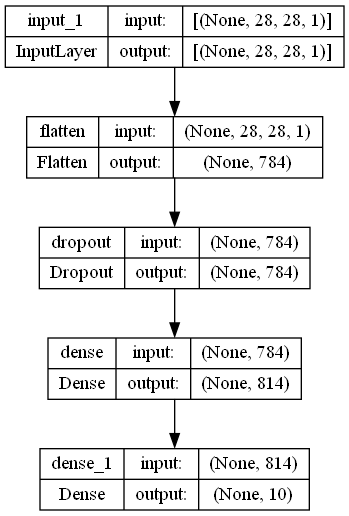 input_1 input: [(None, 28, 28, 1)]
InputLayer output: [(None, 28, 28, 1)]
flatten input: (None, 28, 28, 1)
Flatten output: (None, 784)
dropout input: (None, 784)
Dropout output: (None, 784)
dense input: (None, 784)
Dense output: (None, 814)
dense_1 input: (None, 814)
Dense output: (None, 10)